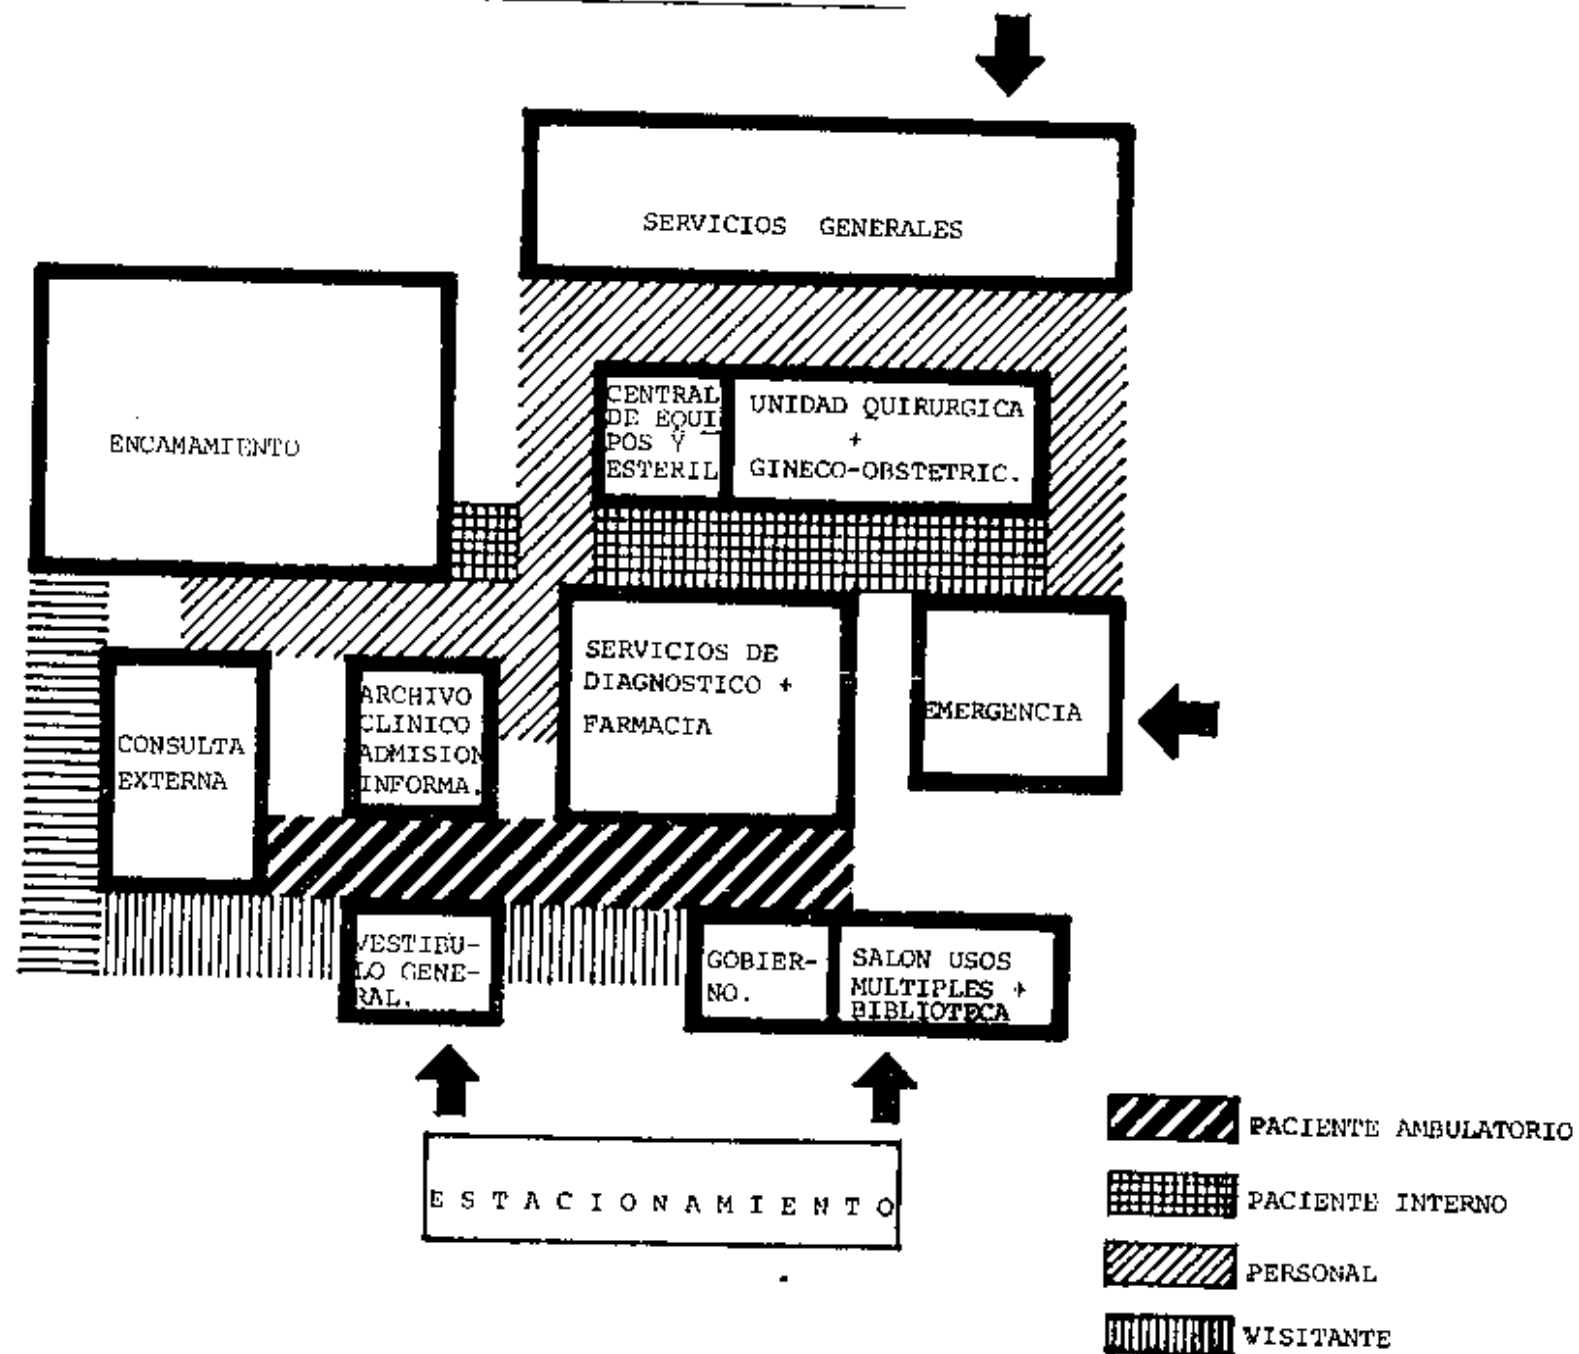 SERVICIOS GENERALES
ENCAMAMIENTO
CENTRAL
DE EQUI
POS Y
ESTERIL
UNIDAD QUIRURGICA
+
GINECO-OBSTETRIC.
SERVICIOS DE
DIAGNOSTICO +
FARMACIA
EMERGENCIA
CONSULTA
EXTERNA
ARCHIVO
CLINICO
ADMISION
INFORMA.
VESTIBU-
LO GENE-
RAL.
GOBIER-
NO.
SALON USOS
MULTIPLES +
BIBLIOTECA
ESTACIONAMIENTO
PACIENTE AMBULATORIO
PACIENTE INTERNO
PERSONAL
VISITANTE